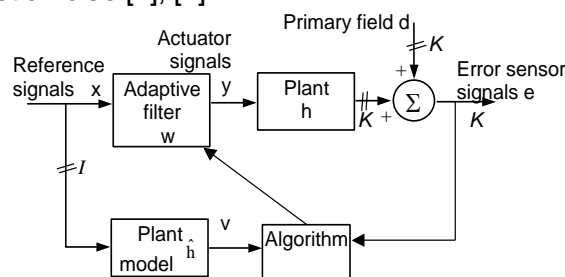 Primary field d
K
Actuator
signals
Reference
signals
x
Adaptive
filter
w
y
Plant
h
K
+
+
Σ
Error sensor
signals e
K
I
Plant
model ĥ
v
Algorithm